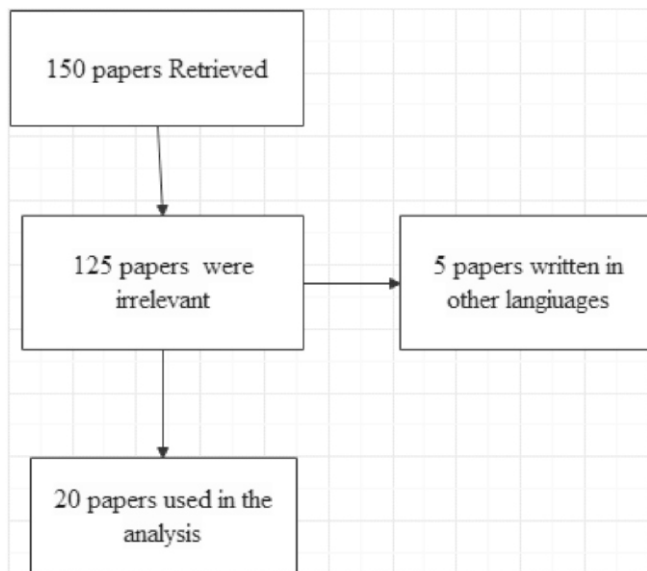 150 papers Retrieved
125 papers were
irrelevant
5 papers written in
other langiuages
20 papers used in the
analysis